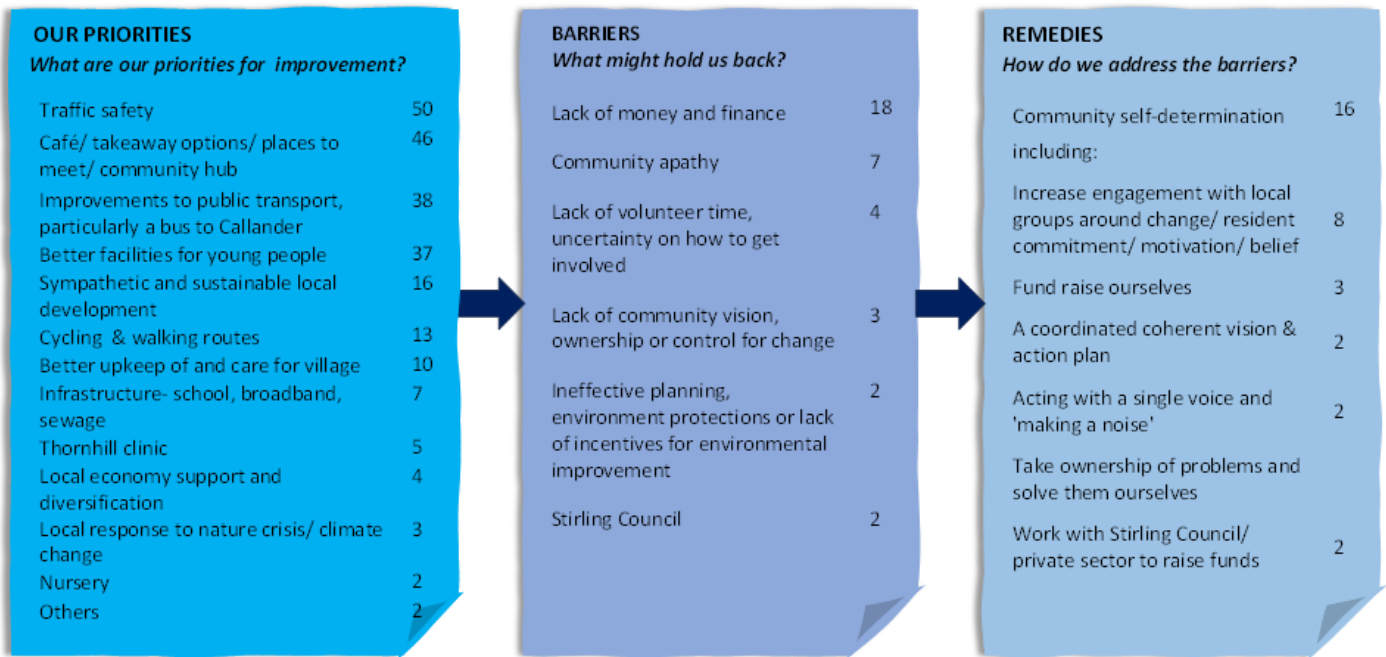 OUR PRIORITIES
What are our priorities for improvement?
Traffic safety 50
Café/ takeaway options/ places to 46
meet/ community hub
Improvements to public transport, 38
particularly a bus to Callander
Better facilities for young people 37
Sympathetic and sustainable local 16
development
Cycling & walking routes 13
Better upkeep of and care for village 10
Infrastructure- school, broadband, 7
sewage
Thornhill clinic 5
Local economy support and 4
diversification
Local response to nature crisis/ climate 3
change
Nursery 2
Others 2
BARRIERS
What might hold us back?
Lack of money and finance 18
Community apathy 7
Lack of volunteer time, 4
uncertainty on how to get
involved
Lack of community vision, 3
ownership or control for change
Ineffective planning, 2
environment protections or lack
of incentives for environmental
improvement
Stirling Council 2
REMEDIES
How do we address the barriers?
Community self-determination 16
including:
Increase engagement with local
groups around change/ resident 8
commitment/ motivation/ belief
Fund raise ourselves 3
A coordinated coherent vision & 2
action plan
Acting with a single voice and 2
'making a noise'
Take ownership of problems and
solve them ourselves
Work with Stirling Council/ 2
private sector to raise funds